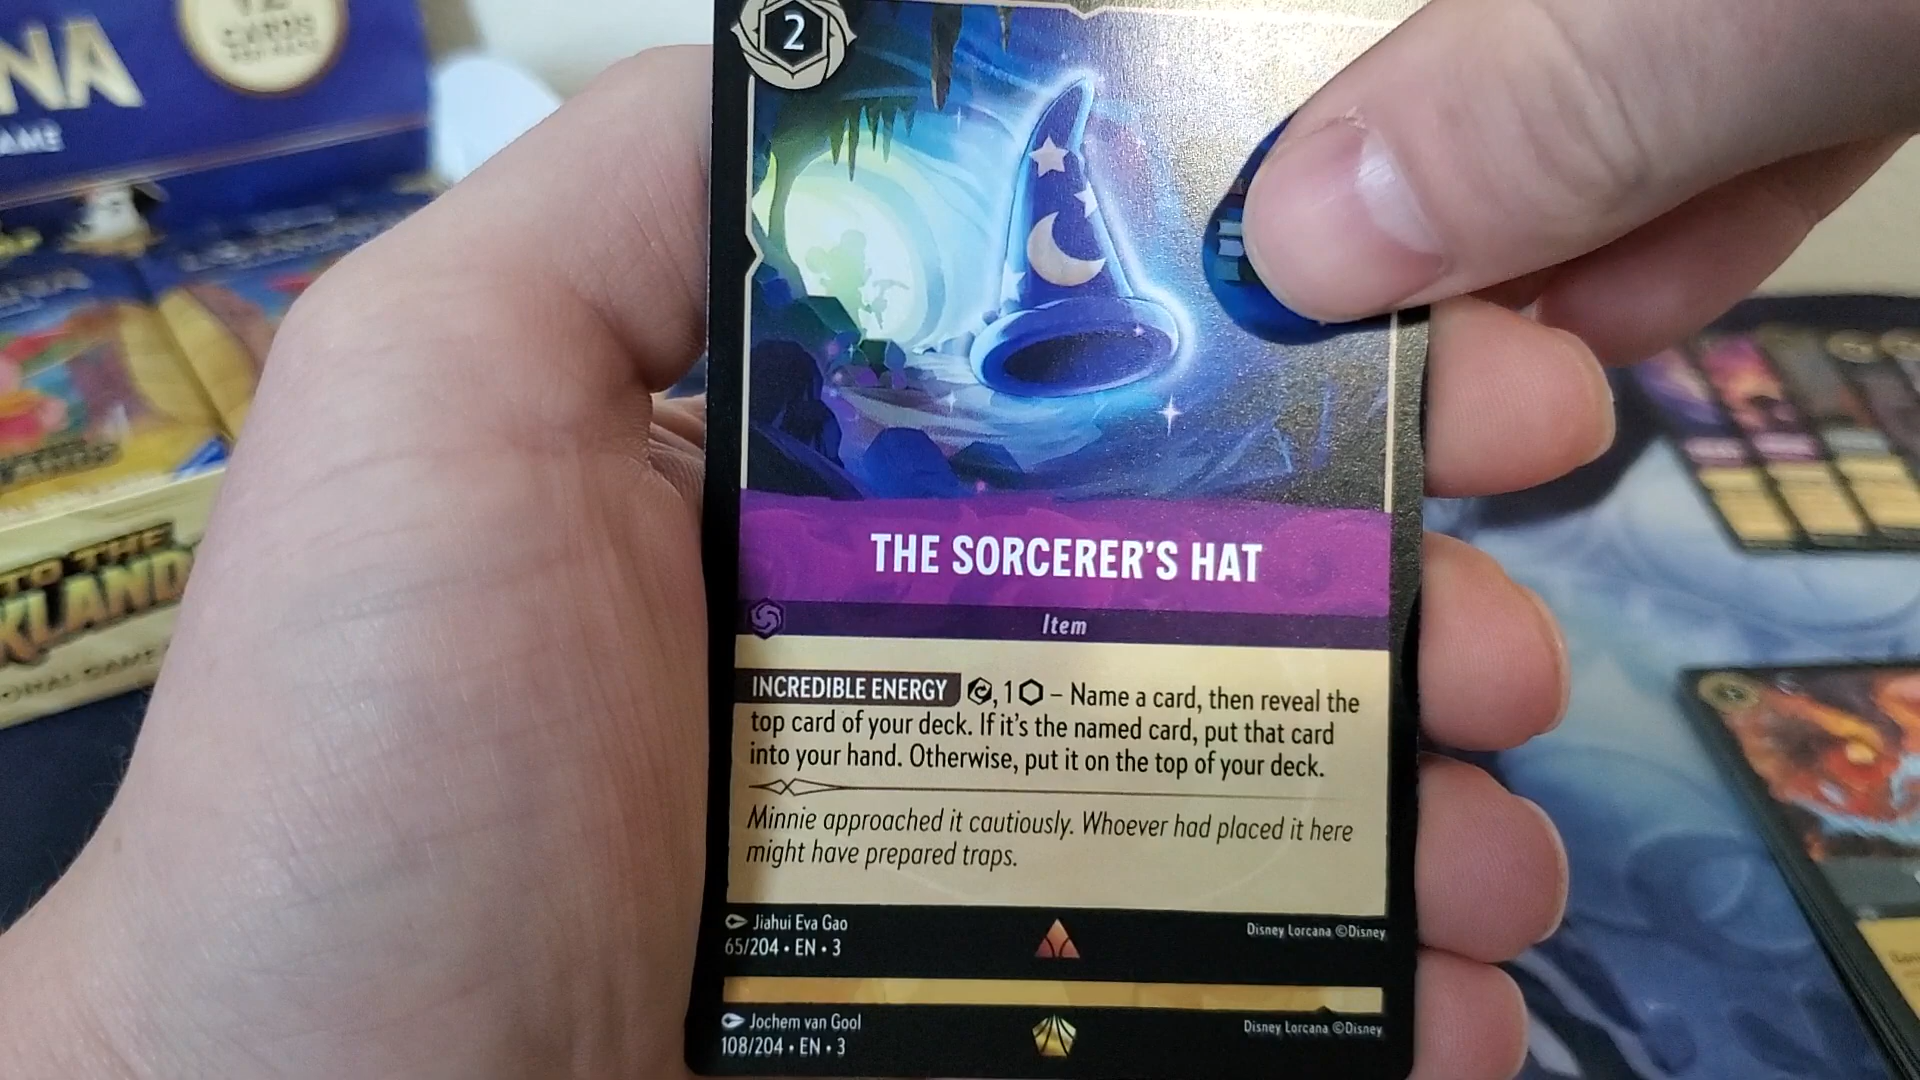 NA
CARDS
AME
TO THE
KLAND
ONAL GAME
2
THE SORCERER'S HAT
Item
INCREDIBLE ENERGY , 1 – Name a card, then reveal the
top card of your deck. If it's the named card, put that card
into your hand. Otherwise, put it on the top of your deck.
Minnie approached it cautiously. Whoever had placed it here
might have prepared traps.
Jiahui Eva Gao
65/204 • EN • 3
Disney Lorcana ©Disney
Jochem van Gool
108/204 • EN • 3
Disney Lorcana ©Disney